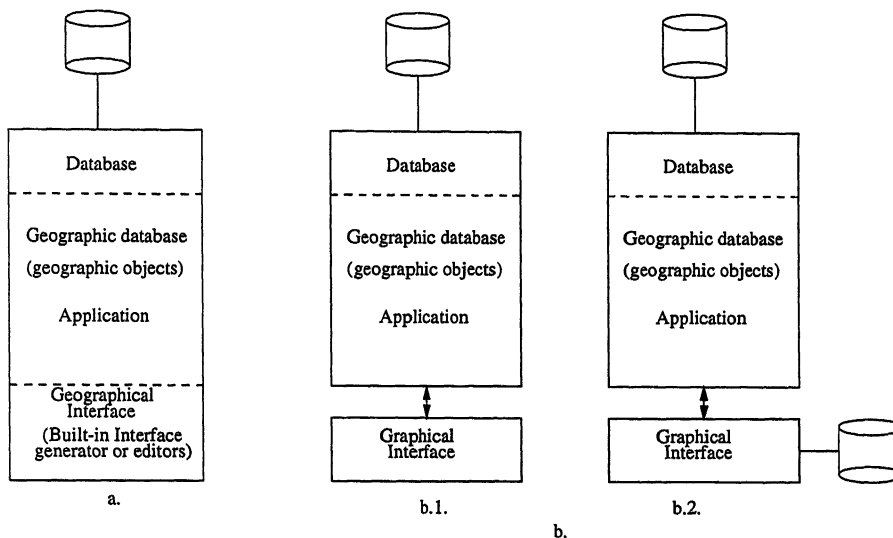 Database
Geographic database
(geographic objects)
Application
Geographical
Interface
(Built-in Interface
generator or editors)
a.
Database
Geographic database
(geographic objects)
Application
Graphical
Interface
b.1.
Database
Geographic database
(geographic objects)
Application
Graphical
Interface
b.2.
b.